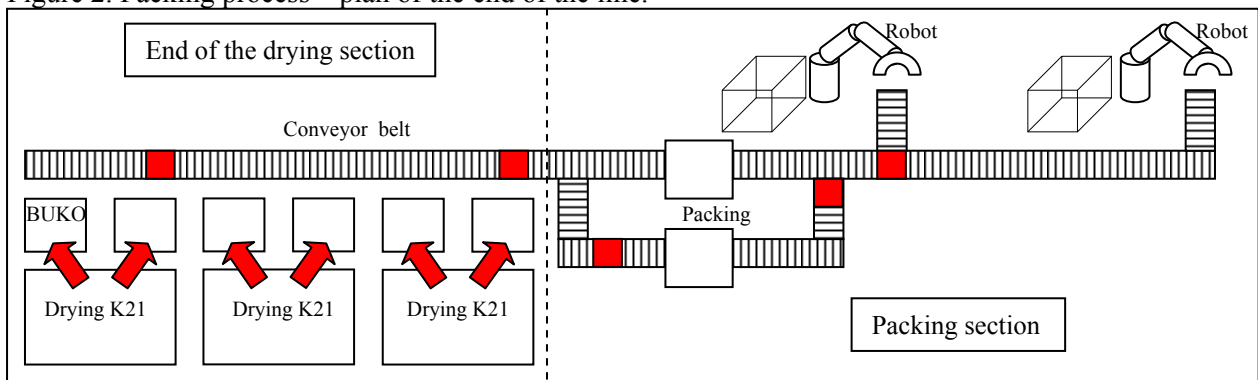 Figure 2: Packing process – plan of the end of the line.
End of the drying section
Robot
Robot
Conveyor belt
BUKO
Packing
Drying K21
Drying K21
Drying K21
Packing section